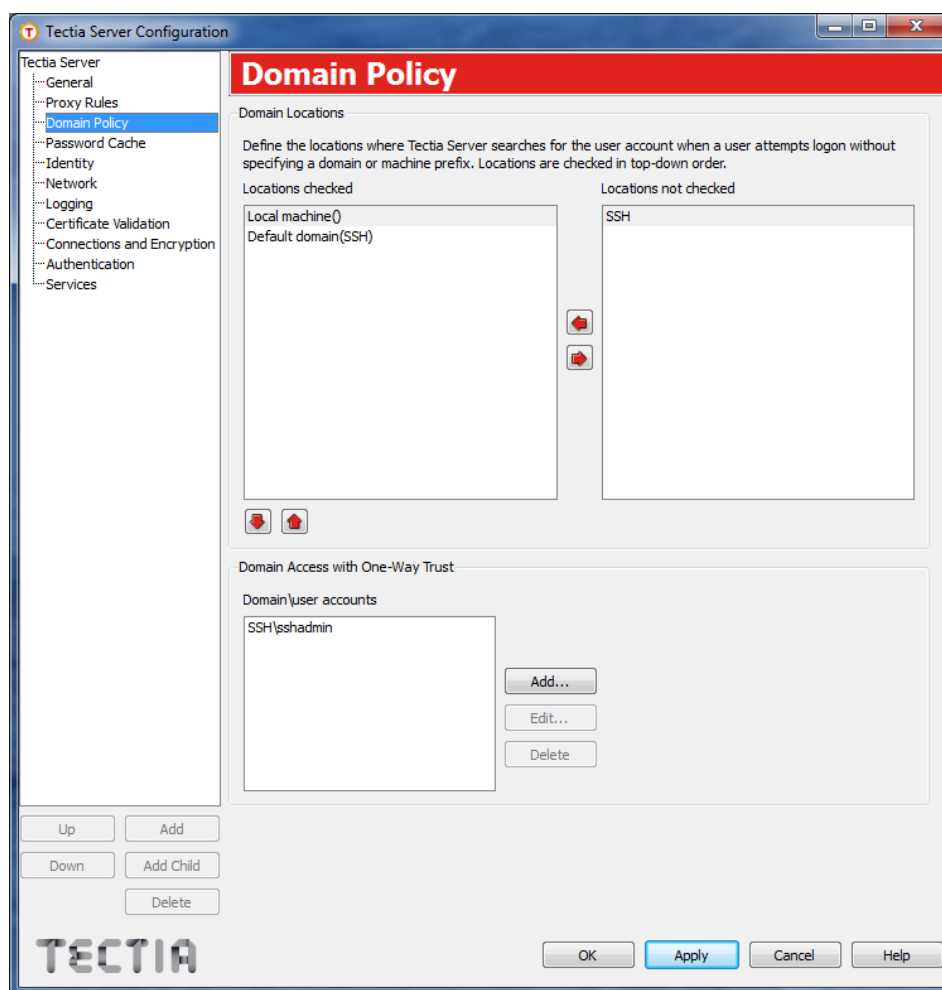 Tectia Server Configuration
Tectia Server
General
Proxy Rules
Domain Policy
Password Cache
Identity
Network
Logging
Certificate Validation
Connections and Encryption
Authentication
Services
Up
Add
Down
Add Child
Delete
TECTIA
Domain Policy
Domain Locations
Define the locations where Tectia Server searches for the user account when a user attempts logon without
specifying a domain or machine prefix. Locations are checked in top-down order.
Locations checked
Local machine()
Default domain(SSH)
Locations not checked
SSH
Domain Access with One-Way Trust
Domain\user accounts
SSH\sshadmin
Add...
Edit...
Delete
OK
Apply
Cancel
Help